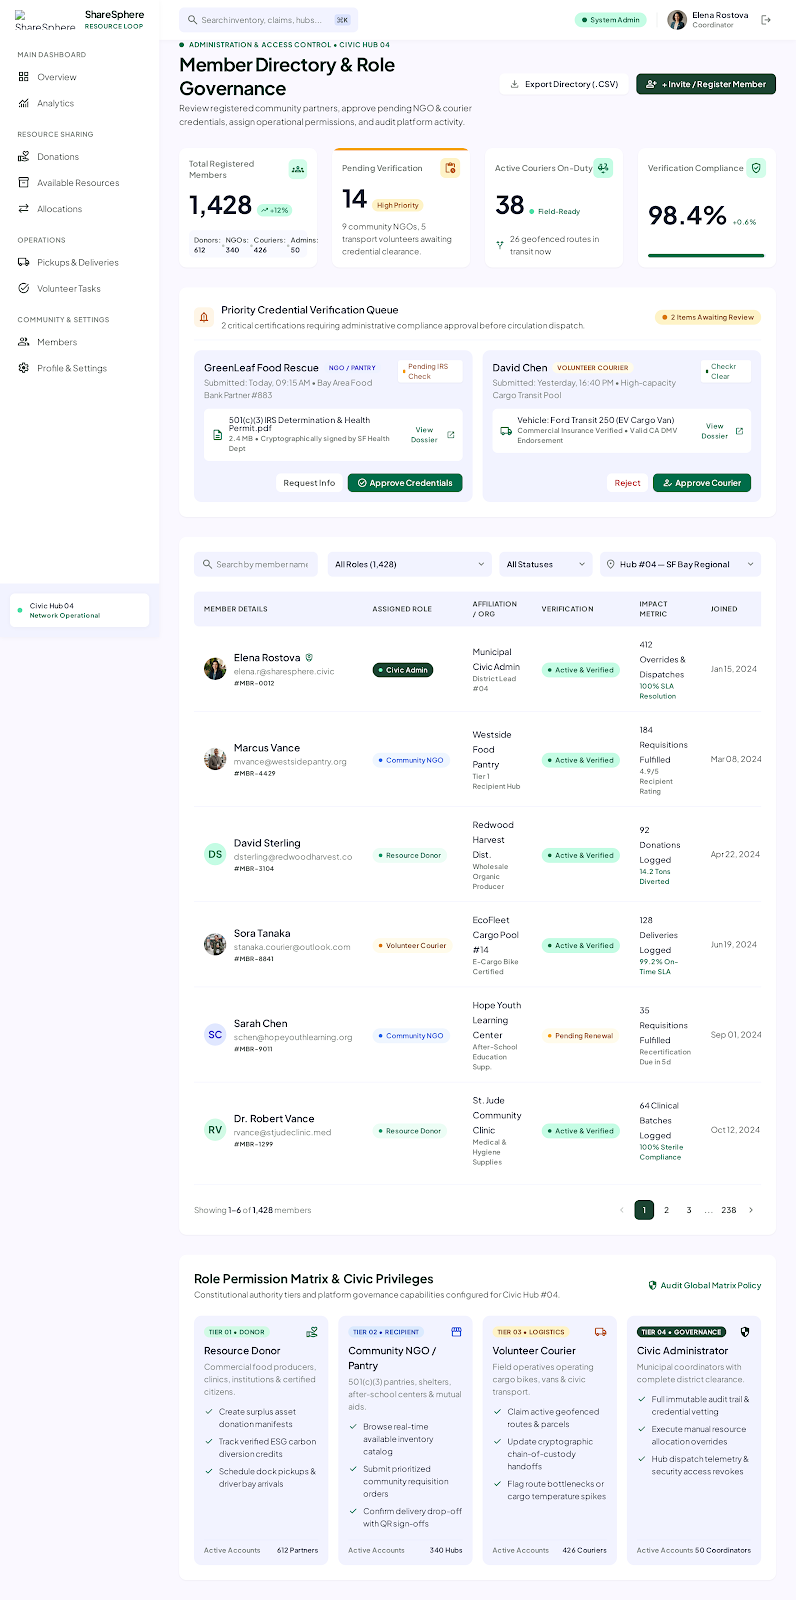 ShareSphere
ShareSphere
RESOURCE LOOP
Search inventory, claims, hubs...
⌘K
System Admin
Elena Rostova
Coordinator
MAIN DASHBOARD
Overview
Analytics
RESOURCE SHARING
Donations
Available Resources
Allocations
OPERATIONS
Pickups & Deliveries
Volunteer Tasks
COMMUNITY & SETTINGS
Members
Profile & Settings
Civic Hub 04
Network Operational
ADMINISTRATION & ACCESS CONTROL • CIVIC HUB 04
Member Directory & Role
Governance
Review registered community partners, approve pending NGO & courier
credentials, assign operational permissions, and audit platform activity.
Export Directory (.CSV)
+ Invite / Register Member
Total Registered
Members
1,428
+12%
Donors:
612
NGOs:
340
Couriers:
426
Admins:
50
Pending Verification
14
High Priority
9 community NGOs, 5
transport volunteers awaiting
credential clearance.
Active Couriers On-Duty
38
Field-Ready
26 geofenced routes in
transit now
Verification Compliance
98.4%
+0.6%
Priority Credential Verification Queue
2 critical certifications requiring administrative compliance approval before circulation dispatch.
2 Items Awaiting Review
GreenLeaf Food Rescue
NGO / PANTRY
Pending IRS
Check
Submitted: Today, 09:15 AM • Bay Area Food
Bank Partner #883
501(c)(3) IRS Determination & Health
Permit.pdf
2.4 MB • Cryptographically signed by SF Health
Dept
View
Dossier
Request Info
Approve Credentials
David Chen
VOLUNTEER COURIER
Checkr
Clear
Submitted: Yesterday, 16:40 PM • High-capacity
Cargo Transit Pool
Vehicle: Ford Transit 250 (EV Cargo Van)
Commercial Insurance Verified • Valid CA DMV
Endorsement
View
Dossier
Reject
Approve Courier
Search by member name
All Roles (1,428)
All Statuses
Hub #04 — SF Bay Regional
MEMBER DETAILS
ASSIGNED ROLE
AFFILIATION
/ ORG
VERIFICATION
IMPACT
METRIC
JOINED
Elena Rostova
elena.r@sharesphere.civic
#MBR-0012
Civic Admin
Municipal
Civic Admin
District Lead
#04
Active & Verified
412
Overrides &
Dispatches
100% SLA
Resolution
Jan 15, 2024
Marcus Vance
mvance@westsidepantry.org
#MBR-4429
Community NGO
Westside
Food
Pantry
Tier 1
Recipient Hub
Active & Verified
184
Requisitions
Fulfilled
4.9/5
Recipient
Rating
Mar 08, 2024
DS
David Sterling
dsterling@redwoodharvest.co
#MBR-3104
Resource Donor
Redwood
Harvest
Dist.
Wholesale
Organic
Producer
Active & Verified
92
Donations
Logged
14.2 Tons
Diverted
Apr 22, 2024
Sora Tanaka
stanaka.courier@outlook.com
#MBR-8841
Volunteer Courier
EcoFleet
Cargo Pool
#14
E-Cargo Bike
Certified
Active & Verified
128
Deliveries
Logged
99.2% On-
Time SLA
Jun 19, 2024
SC
Sarah Chen
schen@hopeyouthlearning.org
#MBR-9011
Community NGO
Hope Youth
Learning
Center
After-School
Education
Supp.
Pending Renewal
35
Requisitions
Fulfilled
Recertification
Due in 5d
Sep 01, 2024
RV
Dr. Robert Vance
rvance@stjudeclinic.med
#MBR-1299
Resource Donor
St. Jude
Community
Clinic
Medical &
Hygiene
Supplies
Active & Verified
64 Clinical
Batches
Logged
100% Sterile
Compliance
Oct 12, 2024
Showing 1–6 of 1,428 members
1
2
3
...
238
Role Permission Matrix & Civic Privileges
Constitutional authority tiers and platform governance capabilities configured for Civic Hub #04.
Audit Global Matrix Policy
TIER 01 • DONOR
Resource Donor
Commercial food producers,
clinics, institutions & certified
citizens.
Create surplus asset
donation manifests
Track verified ESG carbon
diversion credits
Schedule dock pickups &
driver bay arrivals
Active Accounts
612 Partners
TIER 02 • RECIPIENT
Community NGO /
Pantry
501(c)(3) pantries, shelters,
after-school centers & mutual
aids.
Browse real-time
available inventory
catalog
Submit prioritized
community requisition
orders
Confirm delivery drop-off
with QR sign-offs
Active Accounts
340 Hubs
TIER 03 • LOGISTICS
Volunteer Courier
Field operatives operating
cargo bikes, vans & civic
transport.
Claim active geofenced
routes & parcels
Update cryptographic
chain-of-custody
handoffs
Flag route bottlenecks or
cargo temperature spikes
Active Accounts
426 Couriers
TIER 04 • GOVERNANCE
Civic Administrator
Municipal coordinators with
complete district clearance.
Full immutable audit trail &
credential vetting
Execute manual resource
allocation overrides
Hub dispatch telemetry &
security access revokes
Active Accounts
50 Coordinators